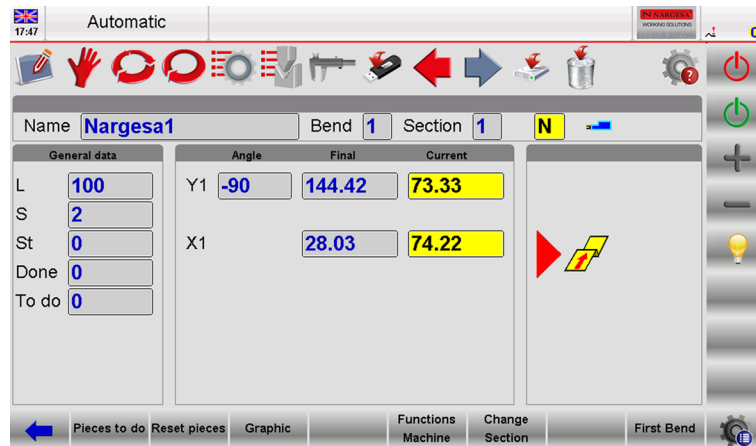 17:47
Automatic
N NARGESA
WORKING SOLUTIONS
Name Nargesa1 Bend 1 Section 1 N
General data
L 100
S 2
St 0
Done 0
To do 0
Angle Final Current
Y1 -90 144.42 73.33
X1 28.03 74.22
Pieces to do Reset pieces Graphic Functions Machine Change Section First Bend